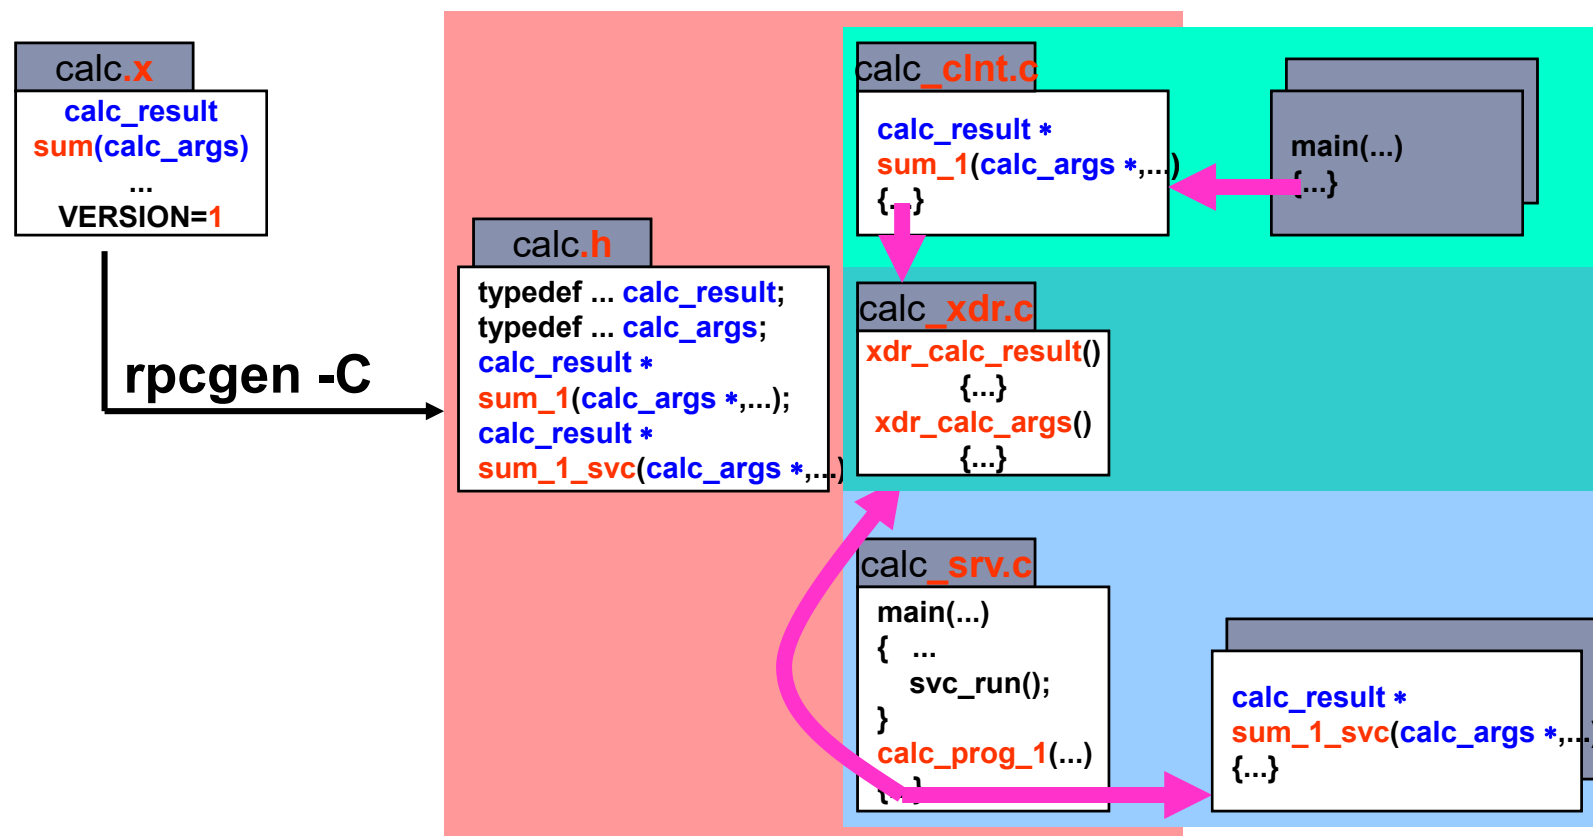 calc.x
calc_result
sum(calc_args)
...
VERSION=1
rpcgen -C
calc.h
typedef ... calc_result;
typedef ... calc_args;
calc_result *
sum_1(calc_args *,...);
calc_result *
sum_1_svc(calc_args *,...)
calc_clnt.c
calc_result *
sum_1(calc_args *,...)
{...}
main(...)
{...}
calc_xdr.c
xdr_calc_result()
{...}
xdr_calc_args()
{...}
calc_srv.c
main(...)
{ ...
svc_run();
}
calc_prog_1(...)
{...}
calc_result *
sum_1_svc(calc_args *,...)
{...}